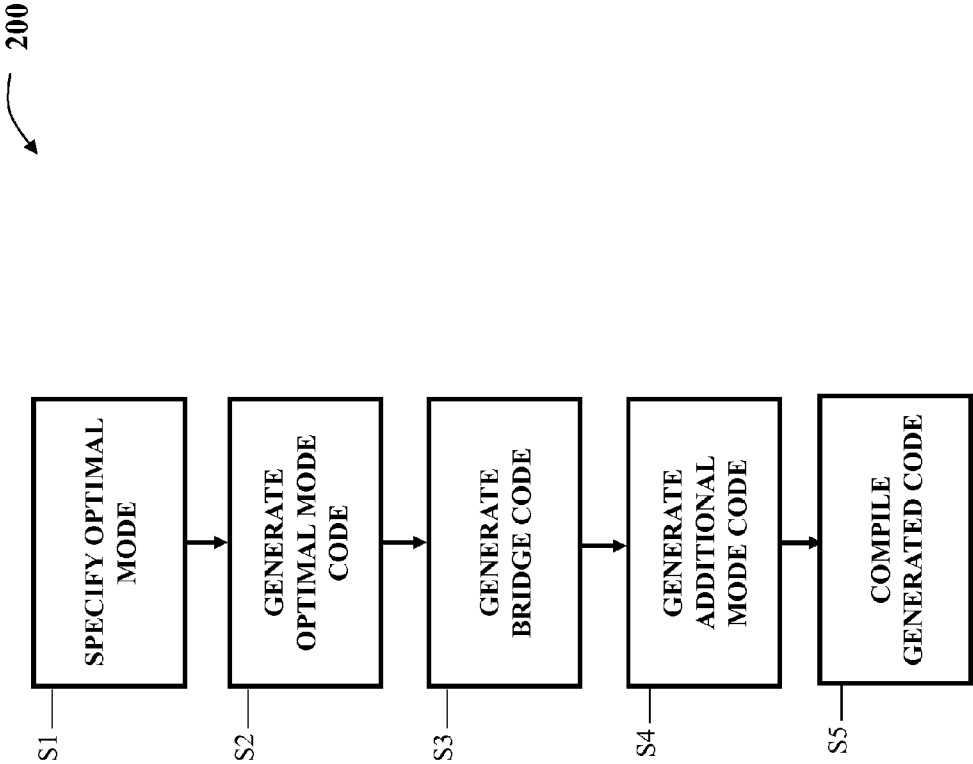 200
S1
SPECIFY OPTIMAL
MODE
S2
GENERATE
OPTIMAL MODE
CODE
S3
GENERATE
BRIDGE CODE
S4
GENERATE
ADDITIONAL
MODE CODE
S5
COMPILE
GENERATED CODE